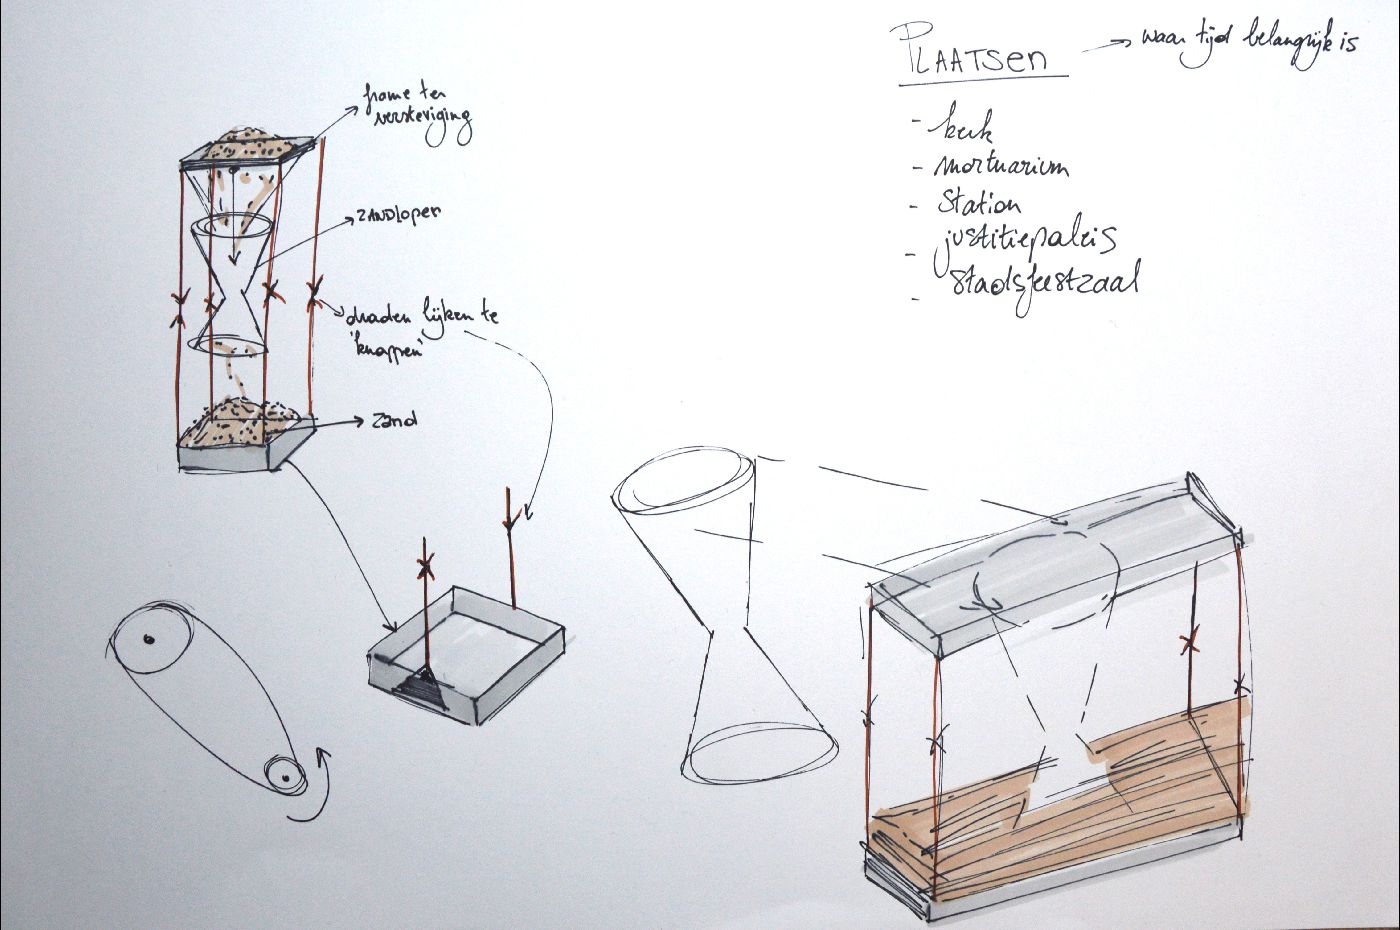 PLAATSEN
waar tijd belangrijk is
- kerk
- mortuarium
- Station
- justitiepaleis
- stadsfeestzaal
frame ter
versteviging
ZANDloper
draden lijken te
'knappen'
zand